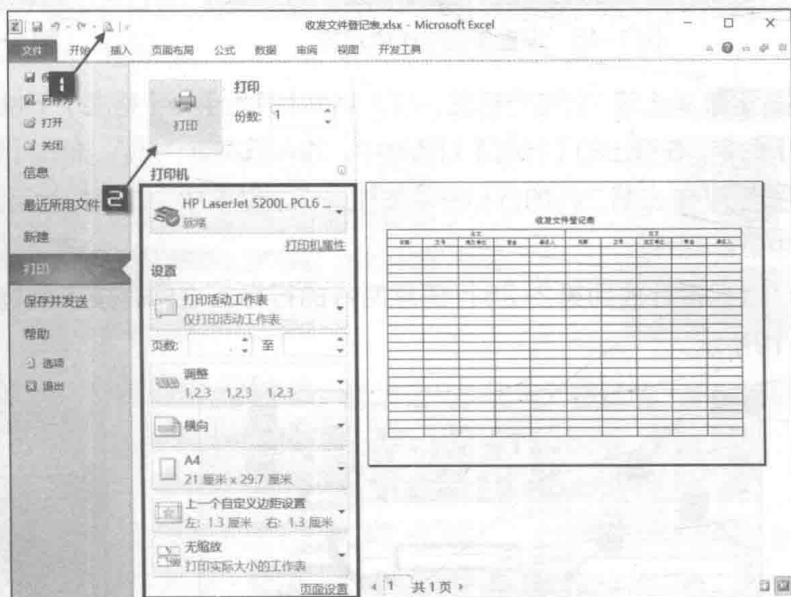 收发文件登记表.xlsx - Microsoft Excel
文件 开始 插入 页面布局 公式 数据 审阅 视图 开发工具
1
保存
另存为
打开
关闭
信息
最近所用文件
新建
打印
保存并发送
帮助
选项
退出
2
打印
打印
份数: 1
打印机
HP LaserJet 5200L PCL6 ...
就绪
打印机属性
设置
打印活动工作表
仅打印活动工作表
页数: 至
调整
1,2,3 1,2,3 1,2,3
横向
A4
21 厘米 x 29.7 厘米
上一个自定义边距设置
左: 1.3 厘米 右: 1.3 厘米
无缩放
打印实际大小的工作表
页面设置
收发文件登记表
1 共 1 页